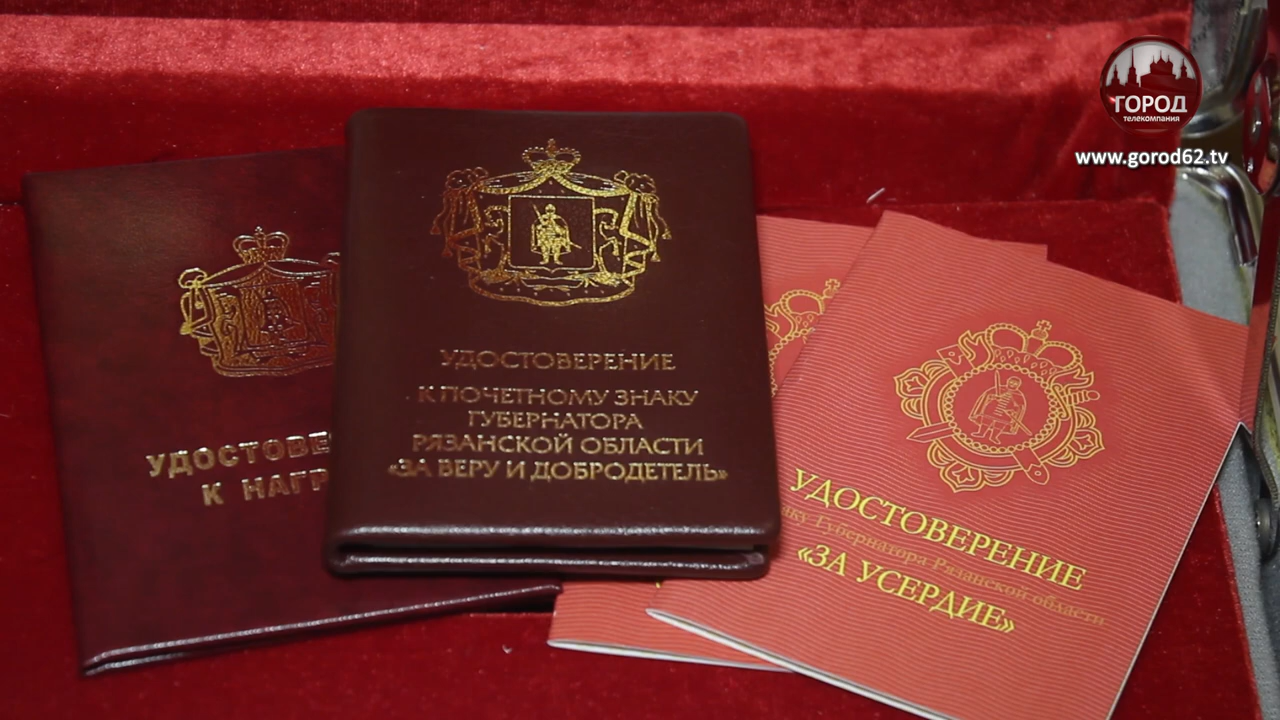 ГОРОД
телекомпания
www.gorod62.tv
УДОСТОВЕРЕНИЕ
К ПОЧЕТНОМУ ЗНАКУ
ГУБЕРНАТОРА
РЯЗАНСКОЙ ОБЛАСТИ
«ЗА ВЕРУ И ДОБРОДЕТЕЛЬ»
УДОСТОВЕ
К НАГР
УДОСТОВЕРЕНИЕ
Губернатора Рязанской области
«ЗА УСЕРДИЕ»